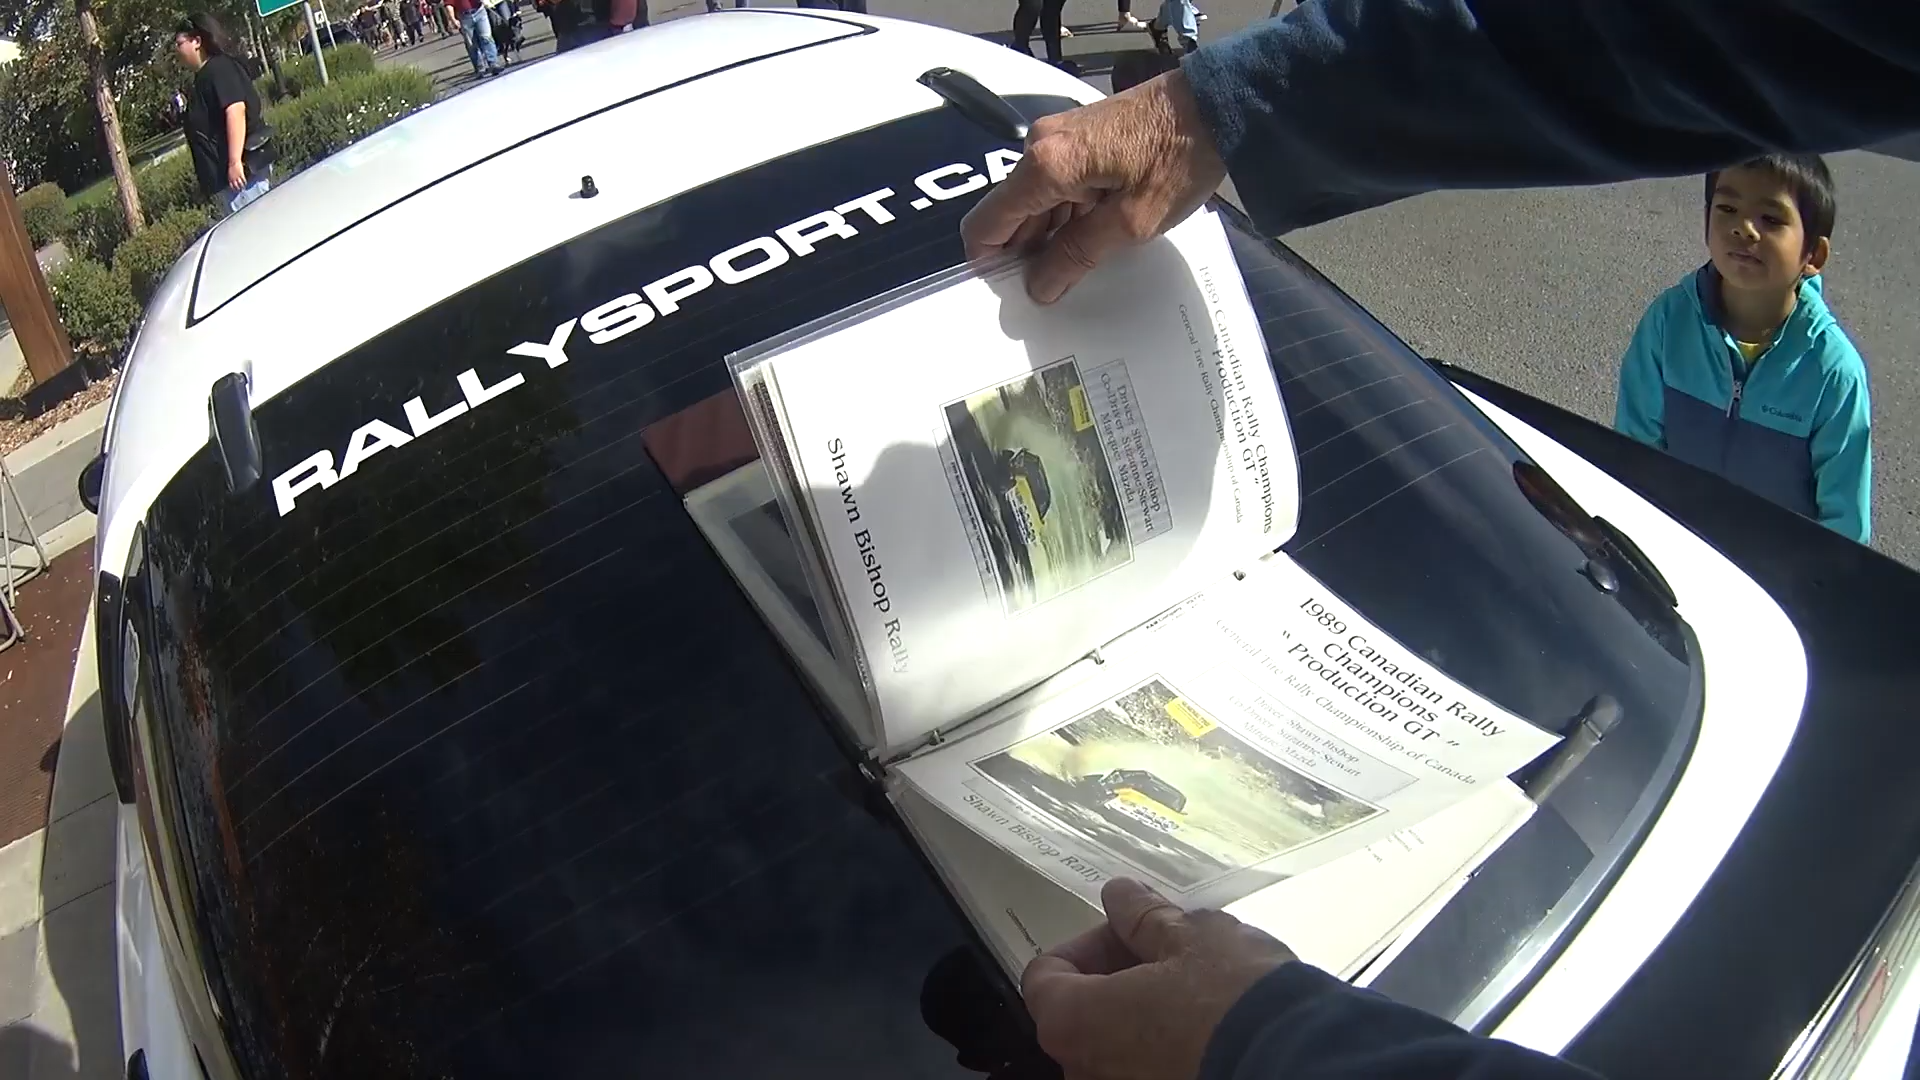 RALLYSPORT.CA
1989 Canadian Rally Champions
" Production GT "
General Tire Rally Championship of Canada
Driver: Shawn Bishop
Co-Driver: Suzanne Stewart
Marque: Mazda
Shawn Bishop Rally
1989 Canadian Rally
" Champions
Production GT "
General Tire Rally Championship of Canada
Driver: Shawn Bishop
Co-Driver: Suzanne Stewart
Marque: Mazda
Shawn Bishop Rally
Columbia